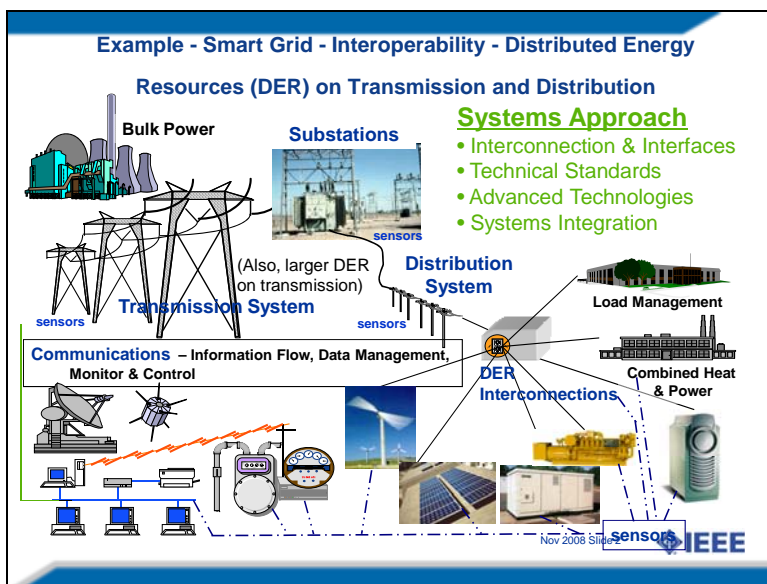 Example - Smart Grid - Interoperability - Distributed Energy
Resources (DER) on Transmission and Distribution
Bulk Power
Substations
Systems Approach
• Interconnection & Interfaces
• Technical Standards
• Advanced Technologies
• Systems Integration
sensors
(Also, larger DER
on transmission)
Distribution
System
Transmission System
sensors
sensors
Load Management
Communications – Information Flow, Data Management,
Monitor & Control
DER
Interconnections
Combined Heat
& Power
sensors
Nov 2008 Slide 2
IEEE